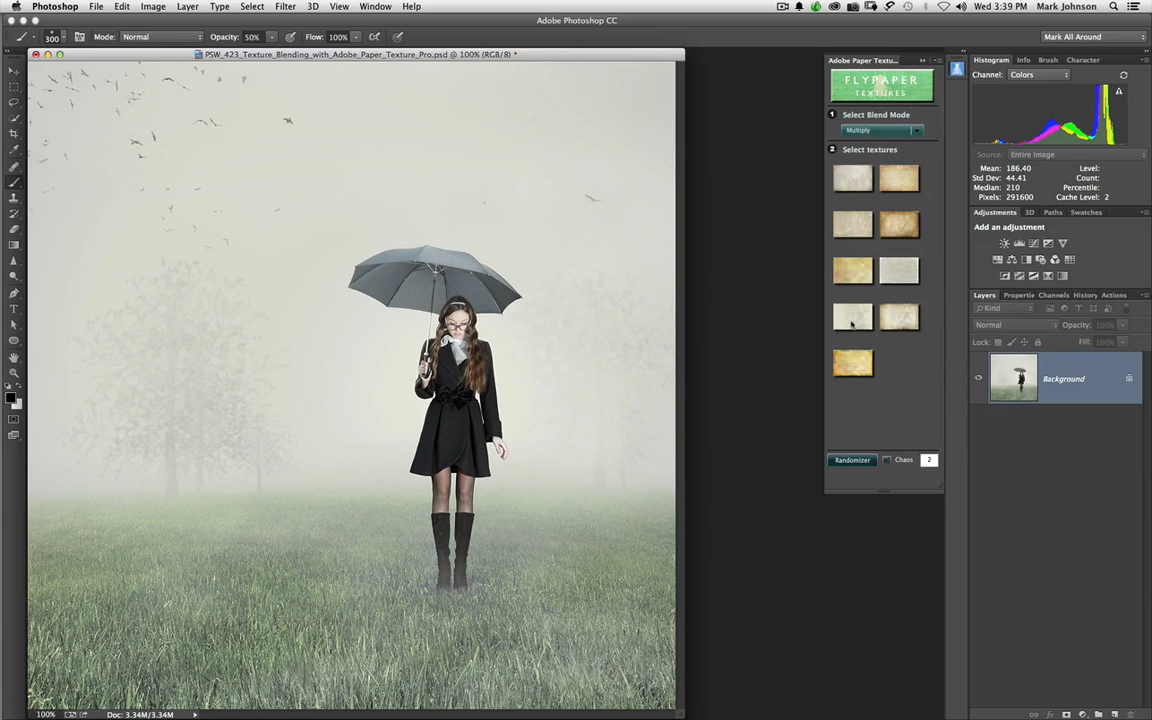 Photoshop File Edit Image Layer Type Select Filter 3D View Window Help Wed 3:39 PM Mark Johnson
Adobe Photoshop CC
300 Mode: Normal Opacity: 50% Flow: 100% Mark All Around
PSW_423_Texture_Blending_with_Adobe_Paper_Texture_Pro.psd @ 100% (RGB/8) *
Adobe Paper Textu...
FLYPAPER
TEXTURES
1 Select Blend Mode
Multiply
2 Select textures
Randomizer Chaos 2
Histogram Info Brush Character
Channel: Colors
Source: Entire Image
Mean: 186.40 Level:
Std Dev: 44.41 Count:
Median: 210 Percentile:
Pixels: 291600 Cache Level: 2
Adjustments 3D Paths Swatches
Add an adjustment
Layers Propertie Channels History Actions
Kind
Normal Opacity: 100%
Lock: Fill: 100%
Background
100% Doc: 3.34M/3.34M